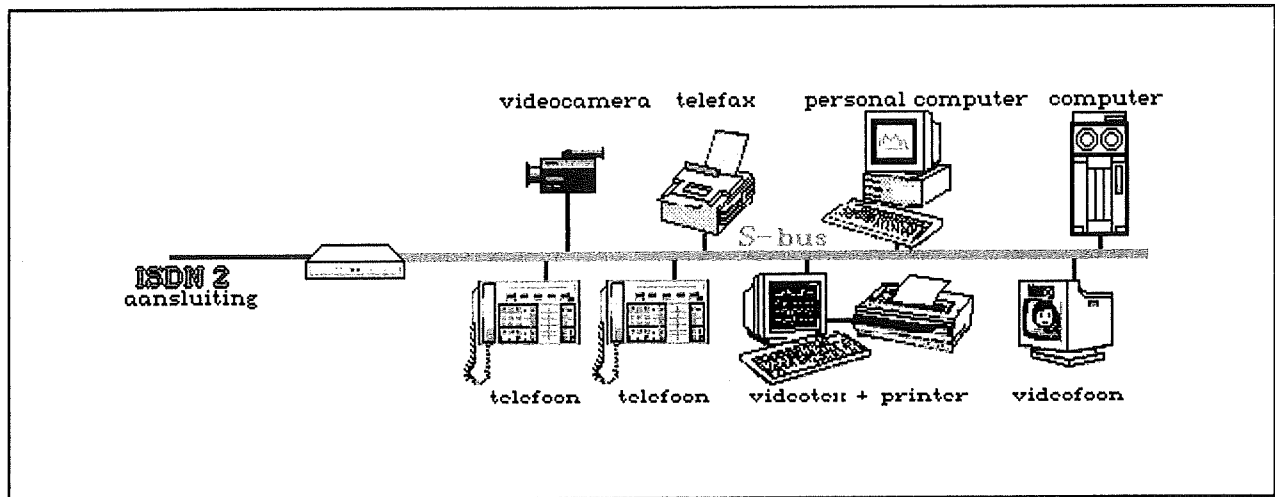 videocamera telefax personal computer computer
S-bus
ISDN 2
aansluiting
telefoon telefoon videotex + printer videofoon